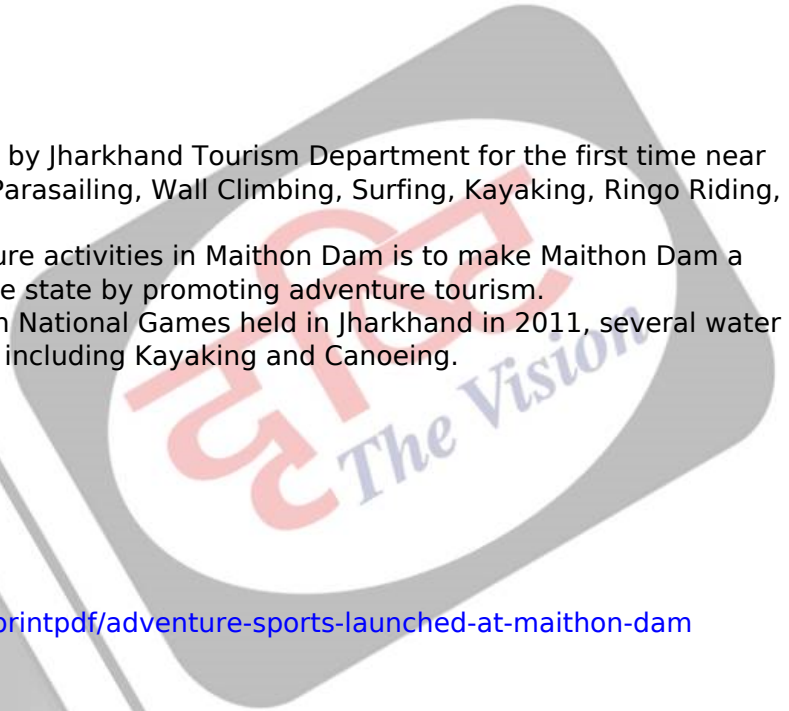 by Jharkhand Tourism Department for the first time near
Parasailing, Wall Climbing, Surfing, Kayaking, Ringo Riding,
ure activities in Maithon Dam is to make Maithon Dam a
e state by promoting adventure tourism.
h National Games held in Jharkhand in 2011, several water
including Kayaking and Canoeing.
दृष्टि
The Vision
printpdf/adventure-sports-launched-at-maithon-dam